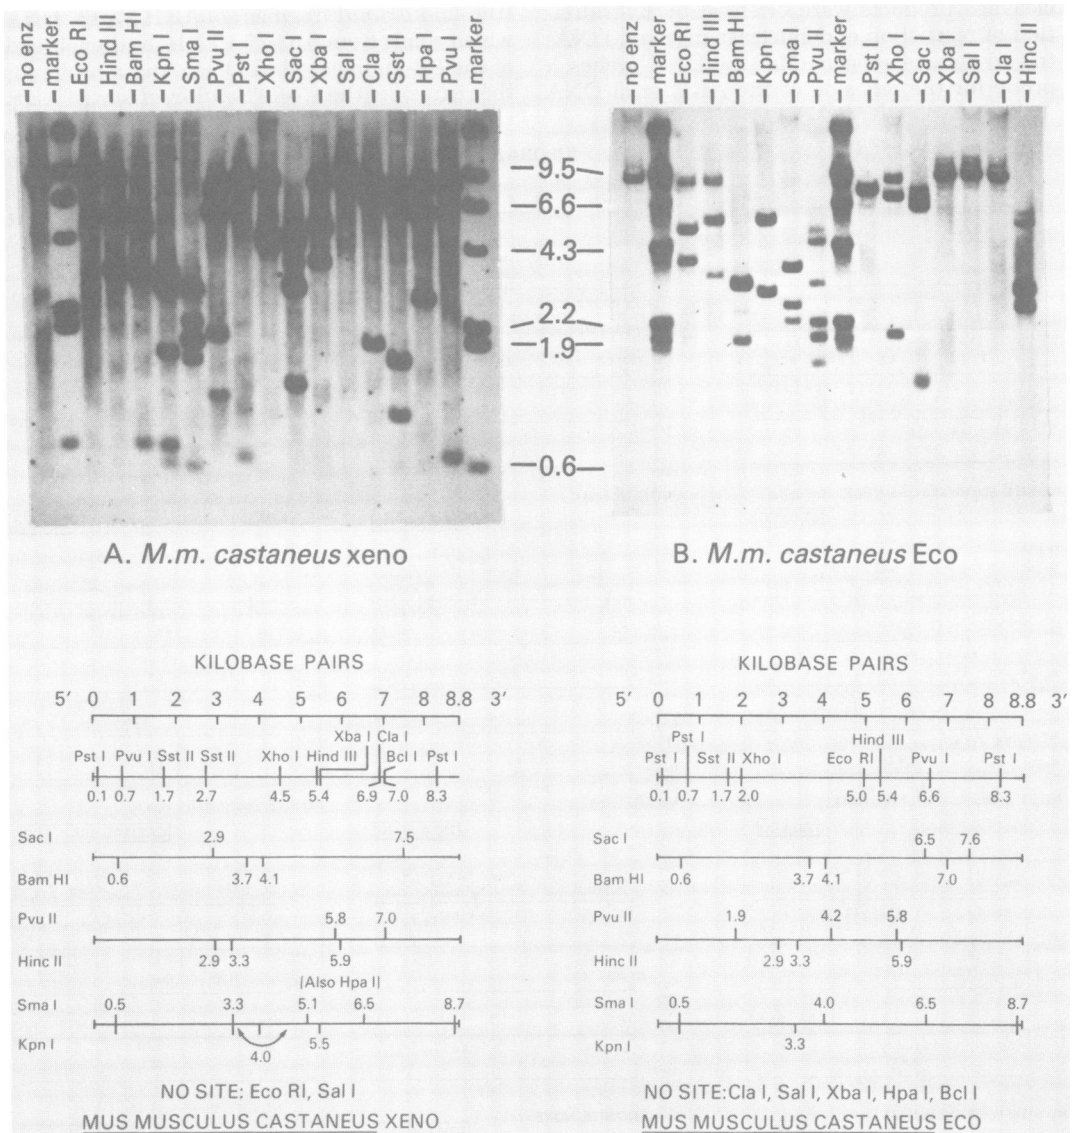 no enz
marker
Eco RI
Hind III
Bam HI
Kpn I
Sma I
Pvu II
Pst I
Xho I
Sac I
Xba I
Sal I
Cla I
Sst II
Hpa I
Pvu I
marker
no enz
marker
Eco RI
Hind III
Bam HI
Kpn I
Sma I
Pvu II
marker
Pst I
Xho I
Sac I
Xba I
Sal I
Cla I
Hinc II
9.5
6.6
4.3
2.2
1.9
0.6
A. M.m. castaneus xeno
B. M.m. castaneus Eco
KILOBASE PAIRS
5' 0 1 2 3 4 5 6 7 8 8.8 3'
Xba I Cla I
Pst I Pvu I Sst II Sst II Xho I Hind III Bcl I Pst I
0.1 0.7 1.7 2.7 4.5 5.4 6.9 7.0 8.3
Sac I 2.9 7.5
Bam HI 0.6 3.7 4.1
Pvu II 5.8 7.0
Hinc II 2.9 3.3 5.9
(Also Hpa II)
Sma I 0.5 3.3 5.1 6.5 8.7
Kpn I 5.5
4.0
NO SITE: Eco RI, Sal I
MUS MUSCULUS CASTANEUS XENO
KILOBASE PAIRS
5' 0 1 2 3 4 5 6 7 8 8.8 3'
Pst I Hind III
Pst I Sst II Xho I Eco RI Pvu I Pst I
0.1 0.7 1.7 2.0 5.0 5.4 6.6 8.3
Sac I 6.5 7.6
Bam HI 0.6 3.7 4.1 7.0
Pvu II 1.9 4.2 5.8
Hinc II 2.9 3.3 5.9
Sma I 0.5 4.0 6.5 8.7
Kpn I 3.3
NO SITE:Cla I, Sal I, Xba I, Hpa I, Bcl I
MUS MUSCULUS CASTANEUS ECO